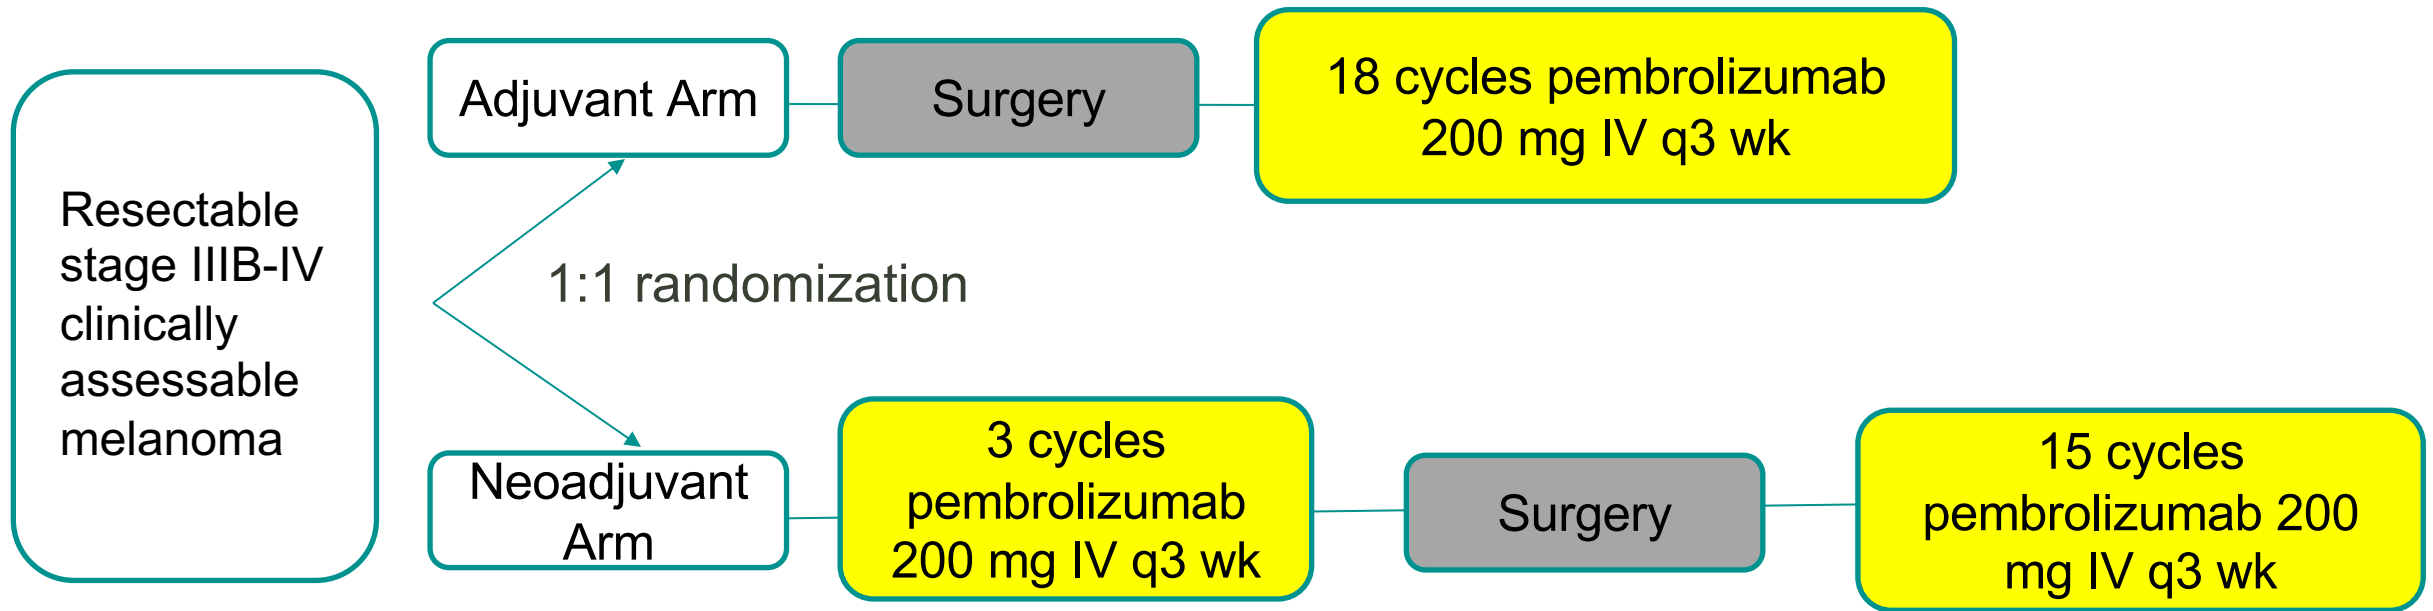 Resectable
stage IIIB-IV
clinically
assessable
melanoma
Adjuvant Arm
Surgery
18 cycles pembrolizumab
200 mg IV q3 wk
1:1 randomization
Neoadjuvant
Arm
3 cycles
pembrolizumab
200 mg IV q3 wk
Surgery
15 cycles
pembrolizumab 200
mg IV q3 wk